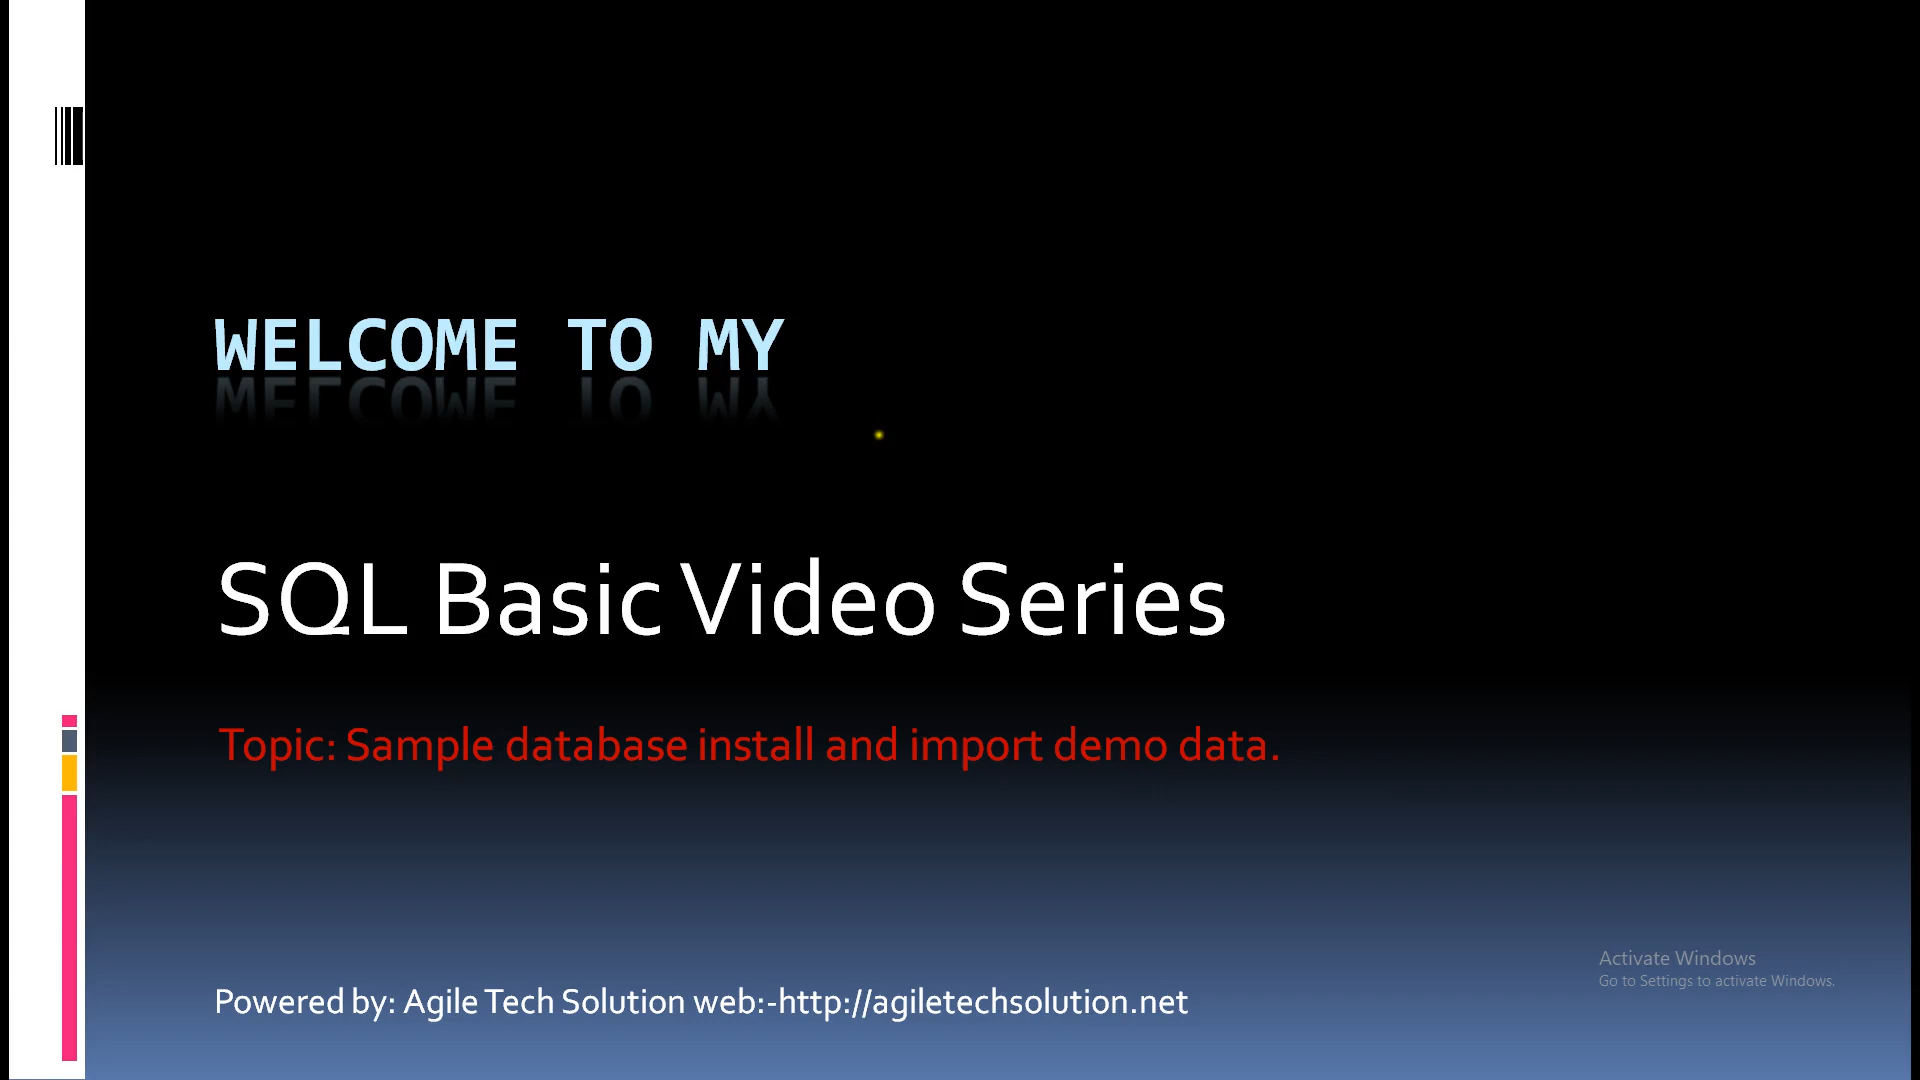 WELCOME TO MY
SQL Basic Video Series
Topic: Sample database install and import demo data.
Activate Windows
Go to Settings to activate Windows.
Powered by: Agile Tech Solution web:-http://agiletechsolution.net